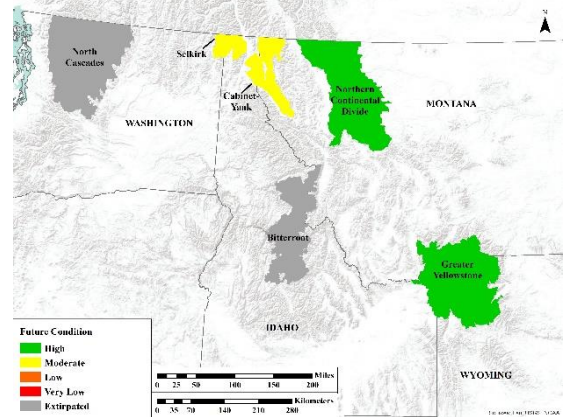 N
North
Cascades
Selkirk
Cabinet-
Yaak
Northern
Continental
Divide
MONTANA
WASHINGTON
Bitterroot
Greater
Yellowstone
IDAHO
WYOMING
Future Condition
High
Moderate
Low
Very Low
Extirpated
Miles
0 25 50 100 150 200
Kilometers
0 35 70 140 210 280